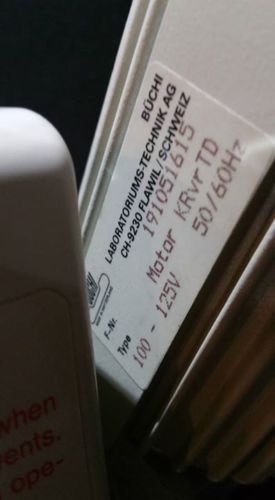 BÜCHI
LABORATORIUMS-TECHNIK AG
CH-9230 FLAWIL/SCHWEIZ
F.-Nr. 191051615
Type Motor KRvr TD
100 - 125V 50/60Hz
when
ents.
ope-